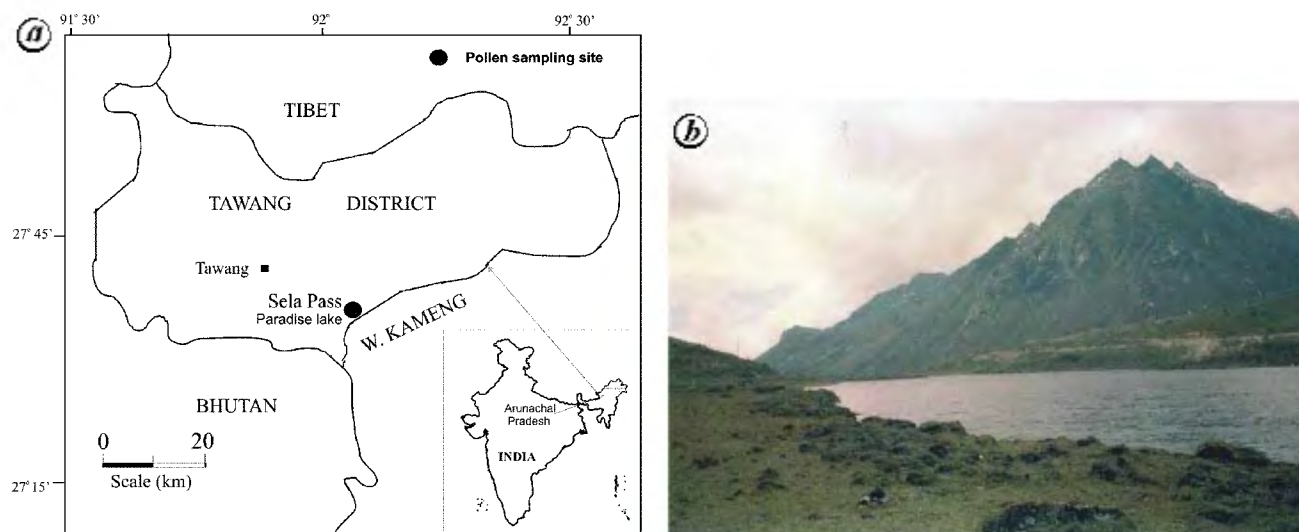 a
91° 30'
92°
92° 30'
Pollen sampling site
TIBET
TAWANG DISTRICT
27° 45'
Tawang
Sela Pass
Paradise lake
W. KAMENG
BHUTAN
0 20
Scale (km)
Arunachal
Pradesh
INDIA
27° 15'
b